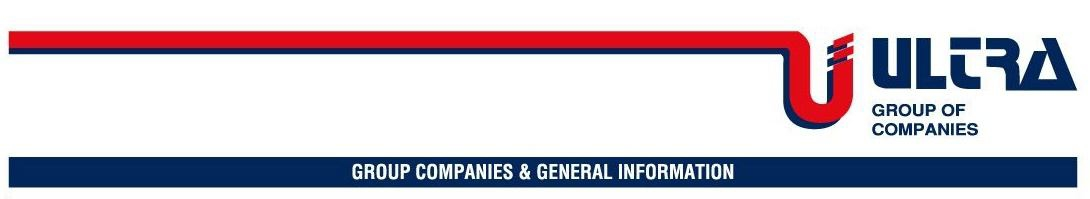 ULTRA
GROUP OF
COMPANIES
GROUP COMPANIES & GENERAL INFORMATION